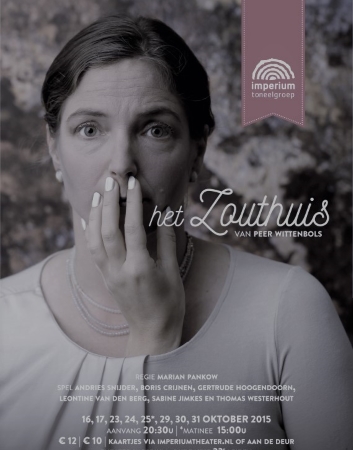 imperium
toneelgroep
het Zouthuis
VAN PEER WITTENBOLS
REGIE MARIAN PANKOW
SPEL ANDRIES SNIJDER, BORIS CRIJNEN, GERTRUDE HOOGENDOORN,
LEONTINE VAN DEN BERG, SABINE JIMKES EN THOMAS WESTERHOUT
16, 17, 23, 24, 25*, 29, 30, 31 OKTOBER 2015
AANVANG 20:30U | *MATINEE 15:00U
€ 12 | € 10 | KAARTJES VIA IMPERIUMTHEATER.NL OF AAN DE DEUR